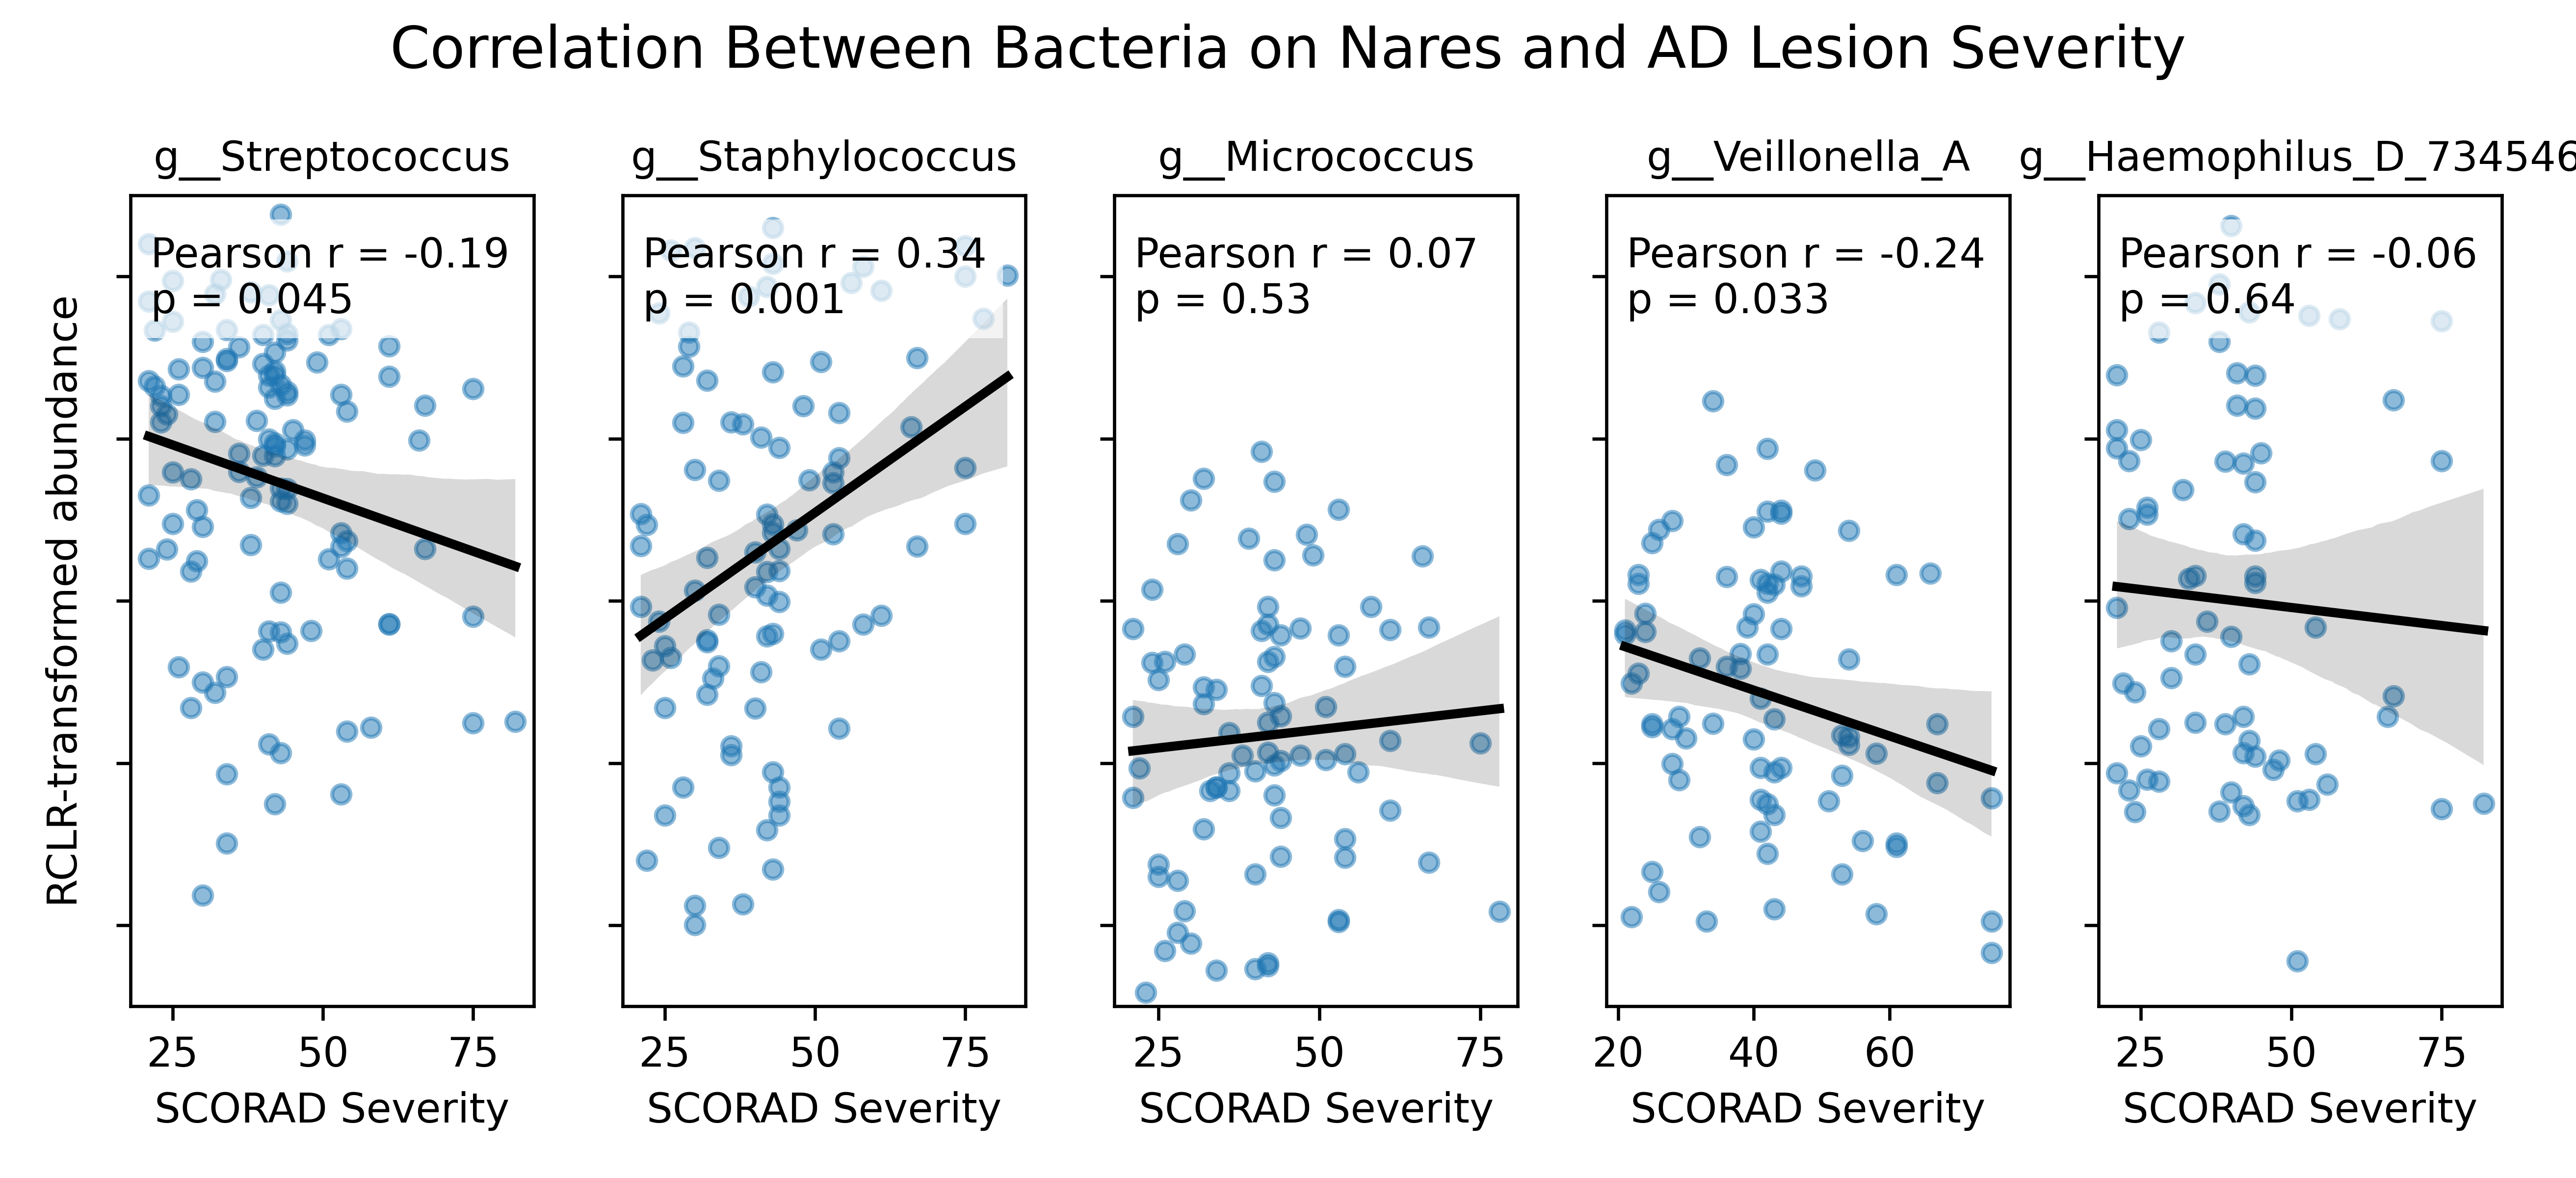 Correlation Between Bacteria on Nares and AD Lesion Severity
g__Streptococcus
g__Staphylococcus
g__Micrococcus
g__Veillonella_A
g__Haemophilus_D_734546
Pearson r = -0.19
p = 0.045
Pearson r = 0.34
p = 0.001
Pearson r = 0.07
p = 0.53
Pearson r = -0.24
p = 0.033
Pearson r = -0.06
p = 0.64
RCLR-transformed abundance
25 50 75
25 50 75
25 50 75
20 40 60
25 50 75
SCORAD Severity
SCORAD Severity
SCORAD Severity
SCORAD Severity
SCORAD Severity